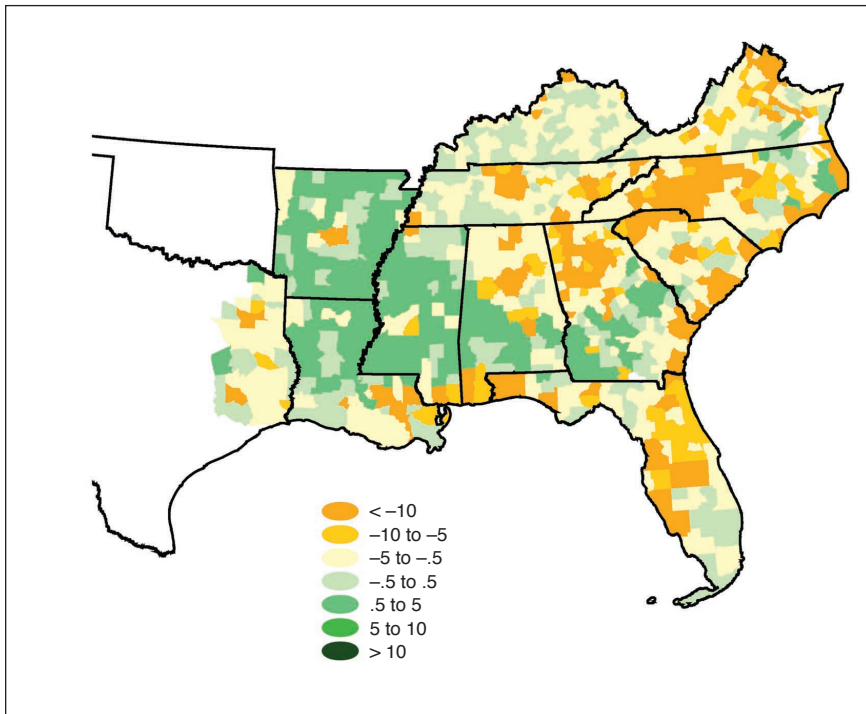 < –10
–10 to –5
–5 to –.5
–.5 to .5
.5 to 5
5 to 10
> 10